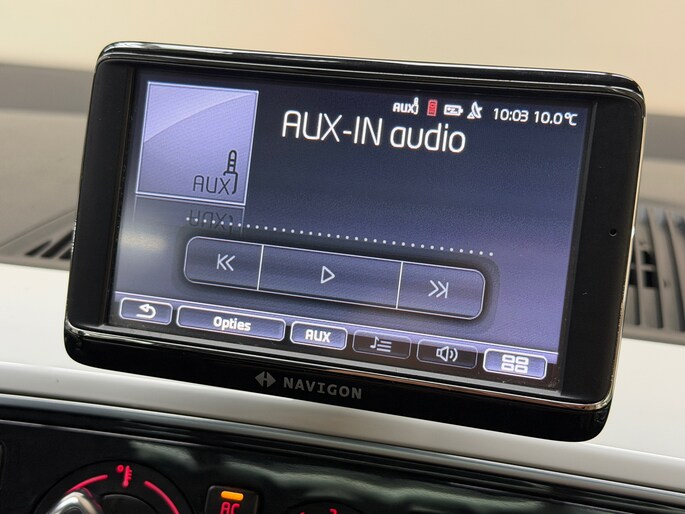 AUX 10:03 10.0°C
AUX-IN audio
AUX
Opties AUX
NAVIGON
AC